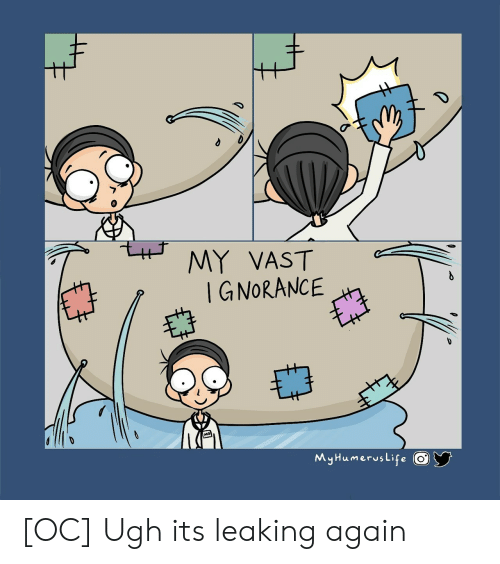 MY VAST
IGNORANCE
MyHumerusLife
[OC] Ugh its leaking again